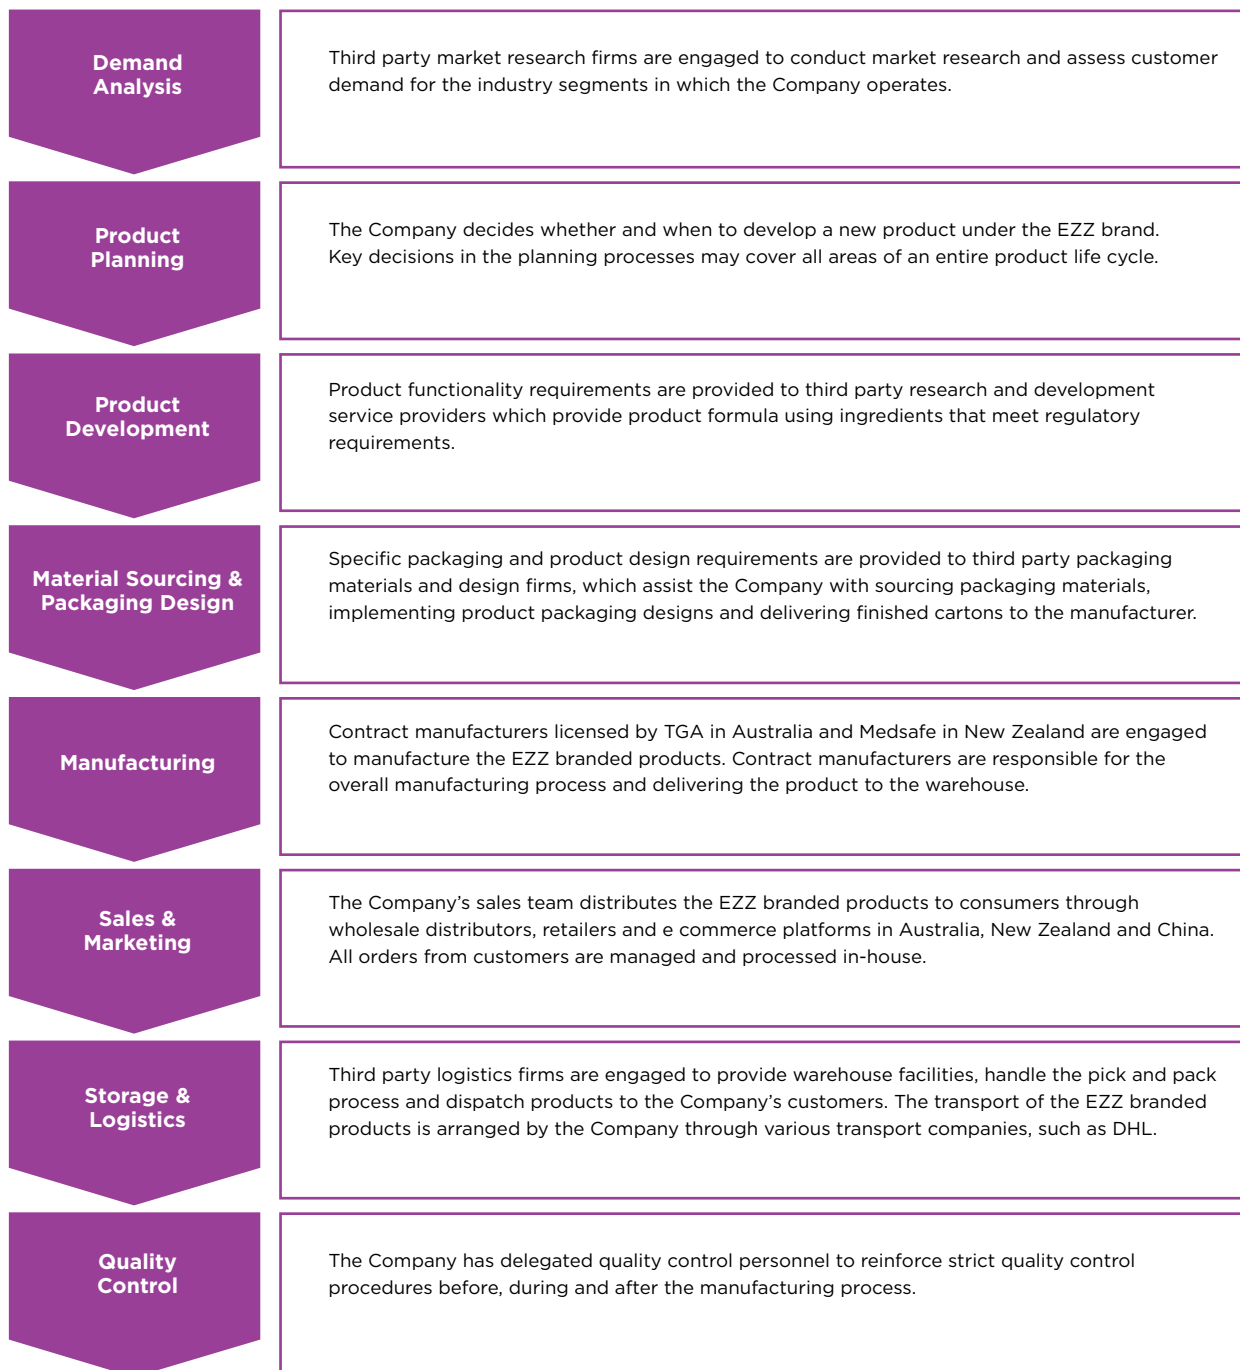 Demand
Analysis
Third party market research firms are engaged to conduct market research and assess customer
demand for the industry segments in which the Company operates.
Product
Planning
The Company decides whether and when to develop a new product under the EZZ brand.
Key decisions in the planning processes may cover all areas of an entire product life cycle.
Product
Development
Product functionality requirements are provided to third party research and development
service providers which provide product formula using ingredients that meet regulatory
requirements.
Material Sourcing &
Packaging Design
Specific packaging and product design requirements are provided to third party packaging
materials and design firms, which assist the Company with sourcing packaging materials,
implementing product packaging designs and delivering finished cartons to the manufacturer.
Manufacturing
Contract manufacturers licensed by TGA in Australia and Medsafe in New Zealand are engaged
to manufacture the EZZ branded products. Contract manufacturers are responsible for the
overall manufacturing process and delivering the product to the warehouse.
Sales &
Marketing
The Company’s sales team distributes the EZZ branded products to consumers through
wholesale distributors, retailers and e commerce platforms in Australia, New Zealand and China.
All orders from customers are managed and processed in-house.
Storage &
Logistics
Third party logistics firms are engaged to provide warehouse facilities, handle the pick and pack
process and dispatch products to the Company’s customers. The transport of the EZZ branded
products is arranged by the Company through various transport companies, such as DHL.
Quality
Control
The Company has delegated quality control personnel to reinforce strict quality control
procedures before, during and after the manufacturing process.